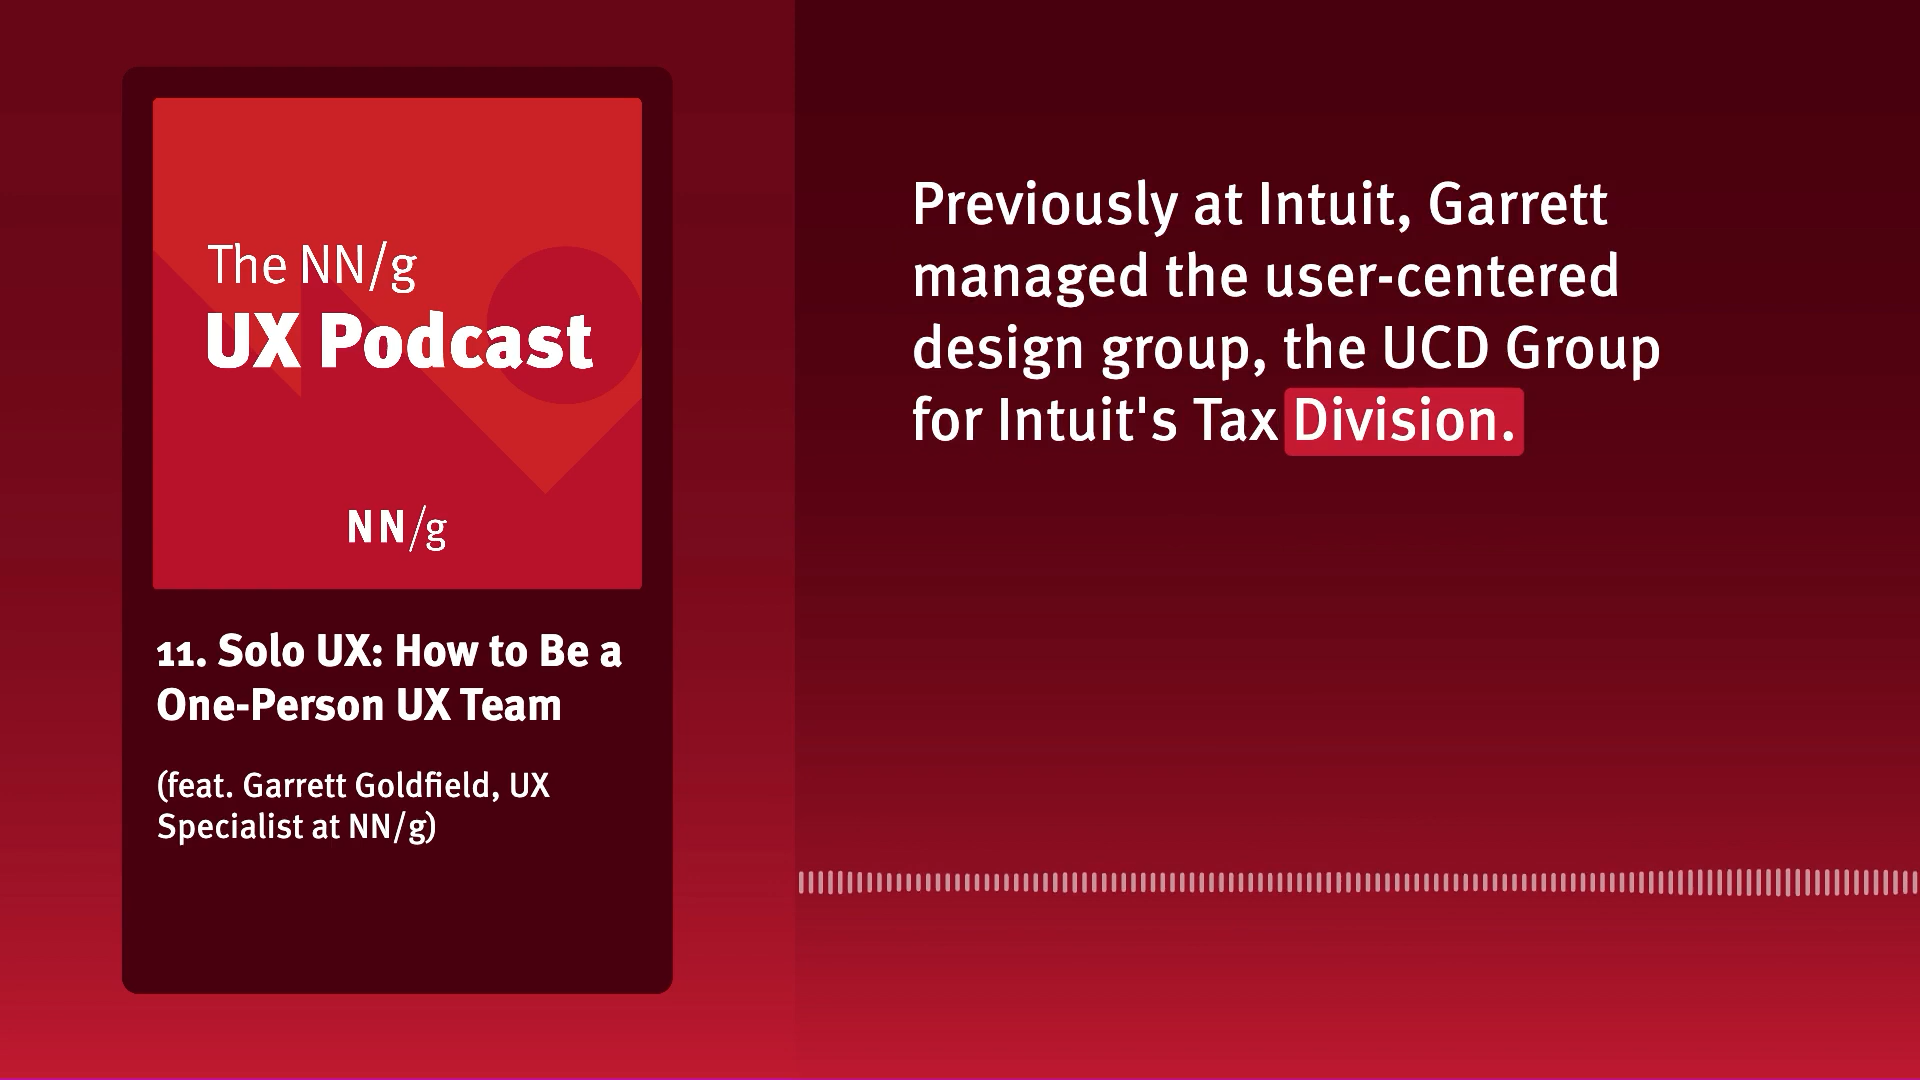 The NN/g
UX Podcast
NN/g
11. Solo UX: How to Be a
One-Person UX Team
(feat. Garrett Goldfield, UX
Specialist at NN/g)
Previously at Intuit, Garrett
managed the user-centered
design group, the UCD Group
for Intuit's Tax Division.